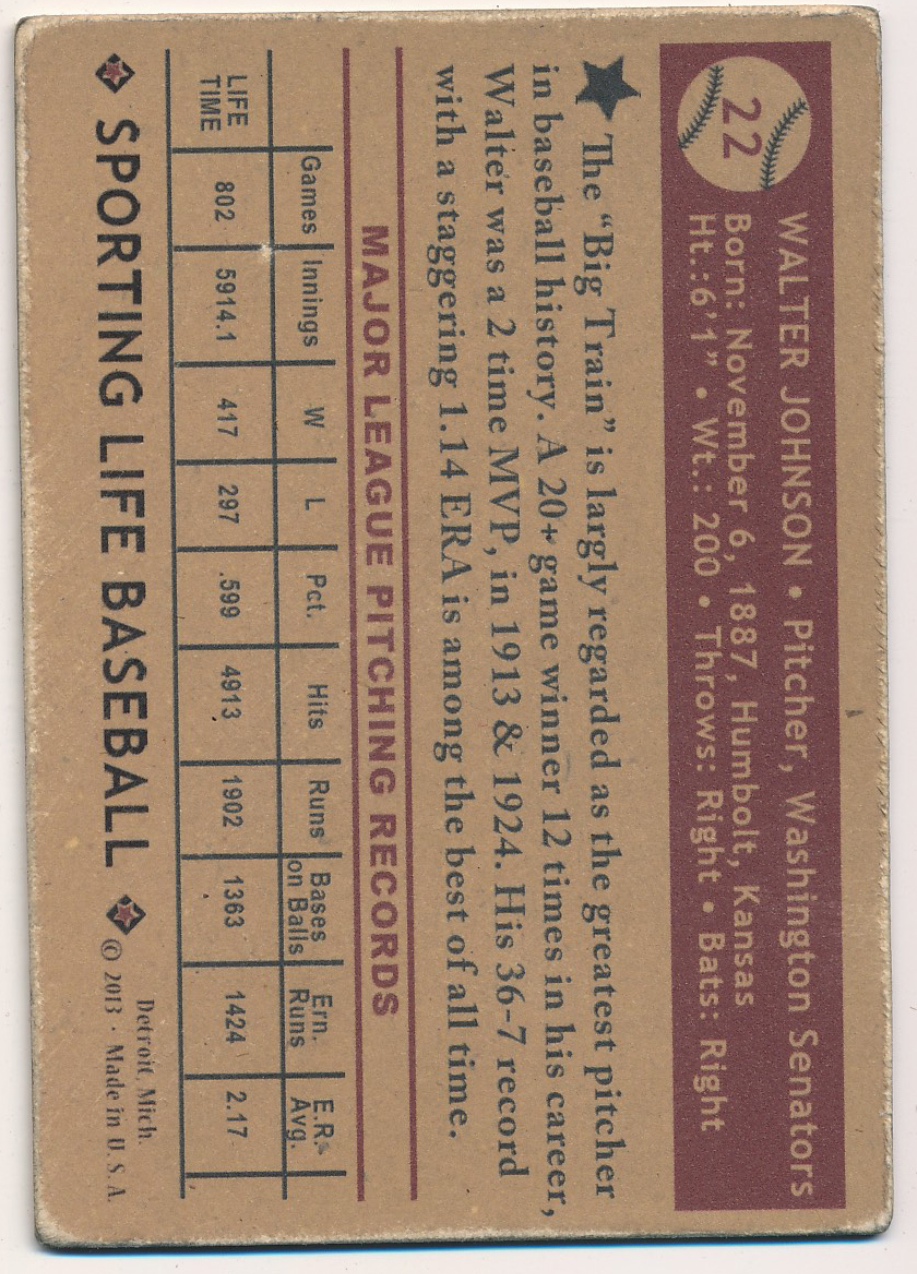 22
WALTER JOHNSON • Pitcher, Washington Senators
Born: November 6, 1887, Humbolt, Kansas
Ht.:6'1” • Wt.: 200 • Throws: Right • Bats: Right
The “Big Train” is largely regarded as the greatest pitcher
in baseball history. A 20+ game winner 12 times in his career,
Walter was a 2 time MVP, in 1913 & 1924. His 36-7 record
with a staggering 1.14 ERA is among the best of all time.
MAJOR LEAGUE PITCHING RECORDS
Games Innings W L Pct. Hits Runs Bases on Balls Ern. Runs E.R. Avg.
LIFE TIME 802 5914.1 417 297 .599 4913 1902 1363 1424 2.17
SPORTING LIFE BASEBALL
Detroit, Mich.
© 2013 · Made in U. S. A.